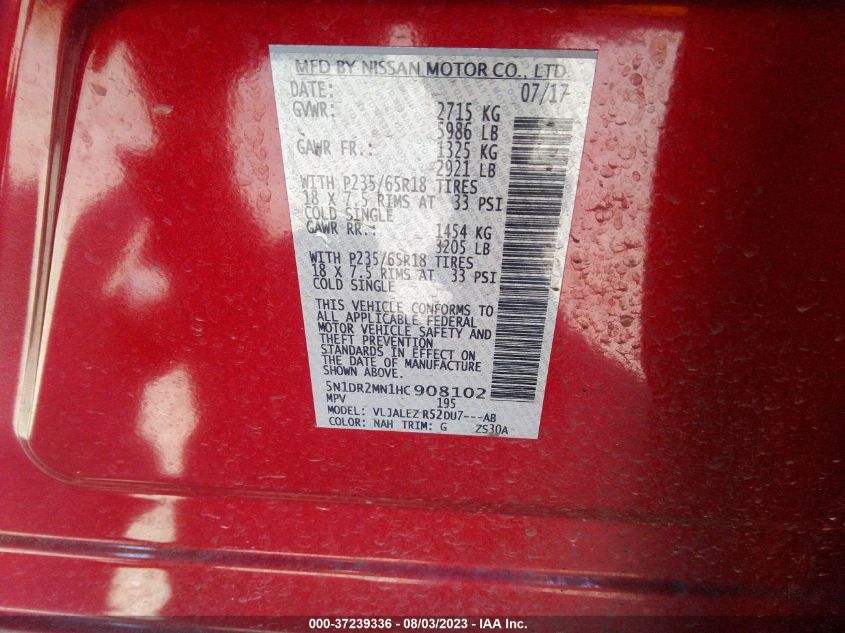 MFD BY NISSAN MOTOR CO., LTD.
DATE: 07/17
GVWR: 2715 KG
5986 LB
GAWR FR.: 1325 KG
2921 LB
WITH P235/65R18 TIRES
18 X 7.5 RIMS AT 33 PSI
COLD SINGLE
GAWR RR.: 1454 KG
3205 LB
WITH P235/65R18 TIRES
18 X 7.5 RIMS AT 33 PSI
COLD SINGLE
THIS VEHICLE CONFORMS TO
ALL APPLICABLE FEDERAL
MOTOR VEHICLE SAFETY AND
THEFT PREVENTION
STANDARDS IN EFFECT ON
THE DATE OF MANUFACTURE
SHOWN ABOVE.
5N1DR2MN1HC908102
MPV 195
MODEL: VLJALEZ R52DU7---AB
COLOR: NAH TRIM: G ZS30A
000-37239336 - 08/03/2023 - IAA Inc.